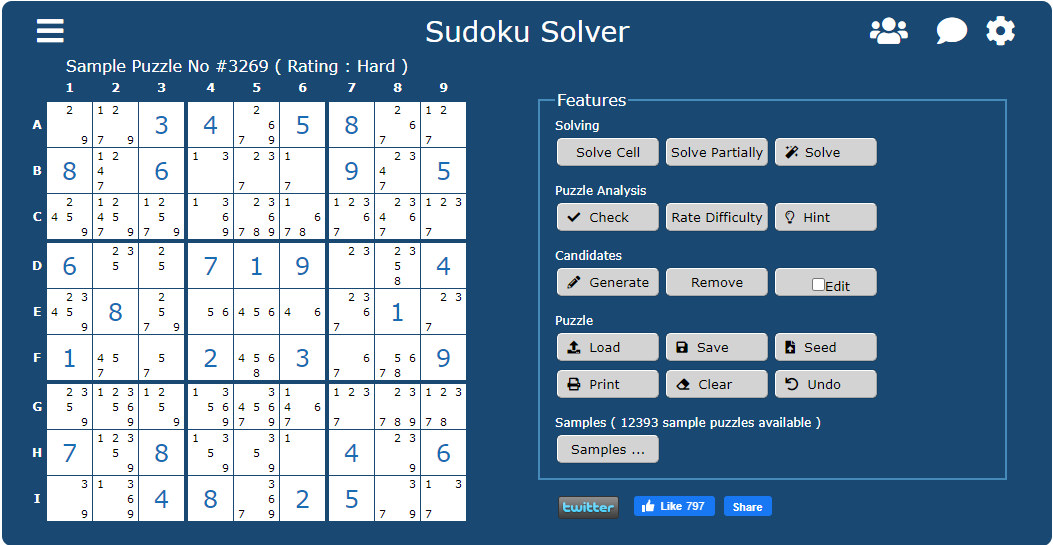 Sudoku Solver
Sample Puzzle No #3269 ( Rating : Hard )
1 2 3 4 5 6 7 8 9
A 2 9 1 2 7 9 3 4 2 6 7 9 5 8 2 6 7 1 2 7
B 8 1 2 4 7 6 1 3 2 3 7 1 7 9 2 3 4 7 5
C 2 4 5 9 1 2 4 5 7 9 1 2 5 7 9 1 3 6 9 2 3 6 7 8 9 1 6 7 8 1 2 3 6 7 2 3 4 6 7 1 2 3 7
D 6 2 3 5 2 5 7 1 9 2 3 2 3 5 8 4
E 2 3 4 5 9 8 2 5 7 9 5 6 4 5 6 4 6 2 3 6 7 1 2 3 7
F 1 4 5 7 5 7 2 4 5 6 8 3 6 7 5 6 7 8 9
G 2 3 5 9 1 2 3 5 6 9 1 2 5 9 1 3 5 6 9 3 4 5 6 7 9 1 4 6 7 1 2 3 7 2 3 7 8 9 1 2 3 7 8
H 7 1 2 3 5 9 8 1 3 5 9 3 5 9 1 4 2 3 9 6
I 3 9 1 3 6 9 4 8 3 6 7 9 2 5 3 7 9 1 3 7
Features
Solving
Solve Cell Solve Partially Solve
Puzzle Analysis
Check Rate Difficulty Hint
Candidates
Generate Remove Edit
Puzzle
Load Save Seed
Print Clear Undo
Samples ( 12393 sample puzzles available )
Samples ...
twitter Like 797 Share